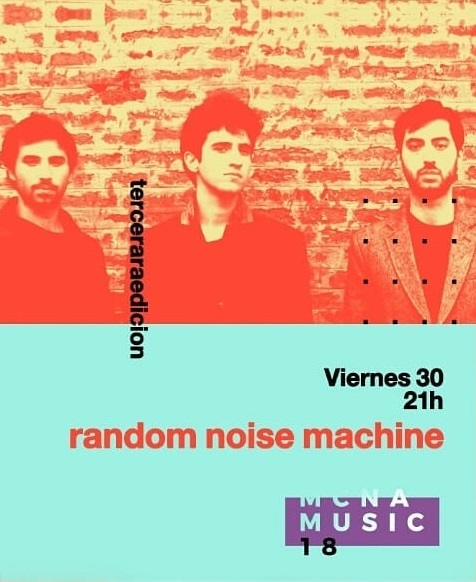 terceraraedicion
Viernes 30
21h
random noise machine
MCNA
MUSIC
18